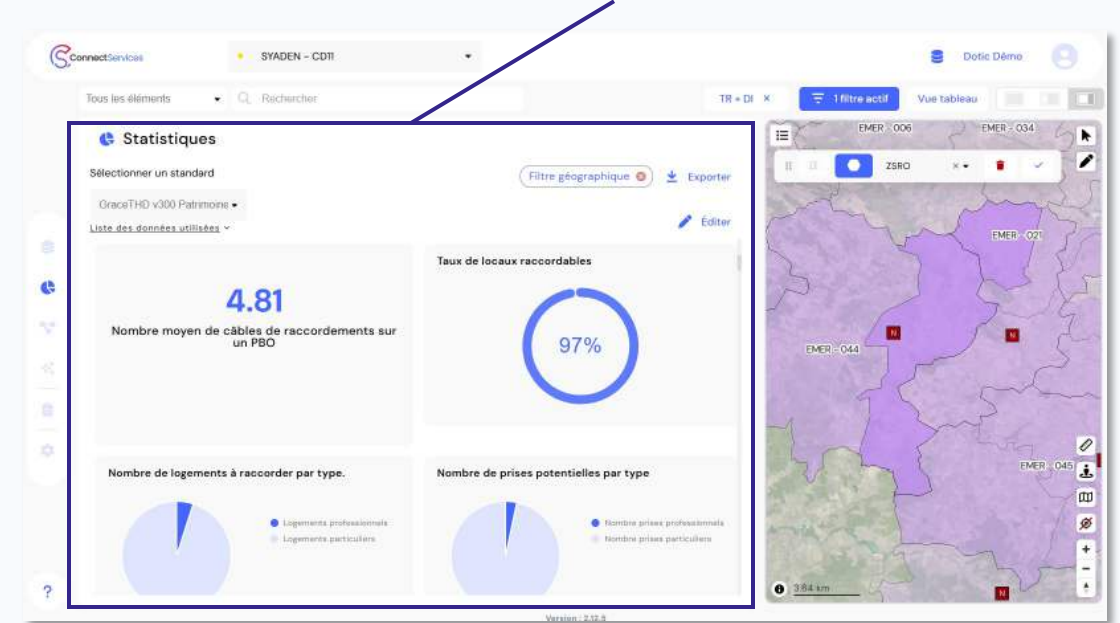 ConnectServices
SYADEN - CD11
Dotic Démo
Tous les éléments
Rechercher
TR + DI ×
1 filtre actif
Vue tableau
Statistiques
Sélectionner un standard
Filtre géographique
Exporter
GraceTHD v300 Patrimoine
Éditer
Liste des données utilisées
4.81
Nombre moyen de câbles de raccordements sur
un PBO
Taux de locaux raccordables
97%
Nombre de logements à raccorder par type.
Logements professionnels
Logements particuliers
Nombre de prises potentielles par type
Nombre prises professionnels
Nombre prises particuliers
EMER - 006
EMER - 034
ZSRO
EMER - 021
N
N
EMER - 044
EMER - 045
3.84 km
N
?
Version : 2.12.5